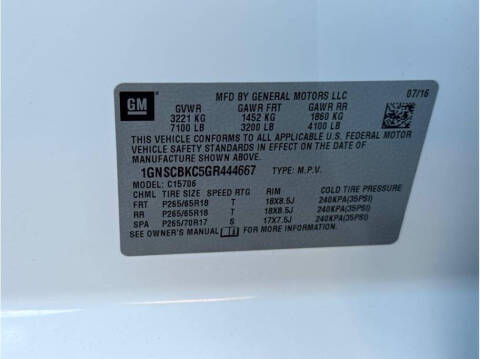 GM
MFD BY GENERAL MOTORS LLC 07/16
GVWR GAWR FRT GAWR RR
3221 KG 1452 KG 1860 KG
7100 LB 3200 LB 4100 LB
THIS VEHICLE CONFORMS TO ALL APPLICABLE U.S. FEDERAL MOTOR
VEHICLE SAFETY STANDARDS IN EFFECT ON THE DATE OF
MANUFACTURE SHOWN ABOVE.
1GNSCBKC5GR444667 TYPE: M.P.V.
MODEL: C15706
CHML TIRE SIZE SPEED RTG RIM COLD TIRE PRESSURE
FRT P265/65R18 T 18X8.5J 240KPA(35PSI)
RR P265/65R18 T 18X8.5J 240KPA(35PSI)
SPA P265/70R17 S 17X7.5J 240KPA(35PSI)
SEE OWNER'S MANUAL FOR MORE INFORMATION.